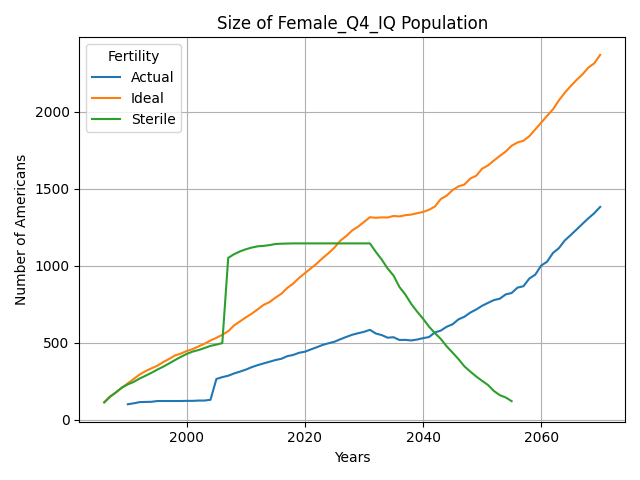 Size of Female_Q4_IQ Population
Fertility
Actual
Ideal
Sterile
Number of Americans
2000
1500
1000
500
0
2000 2020 2040 2060
Years